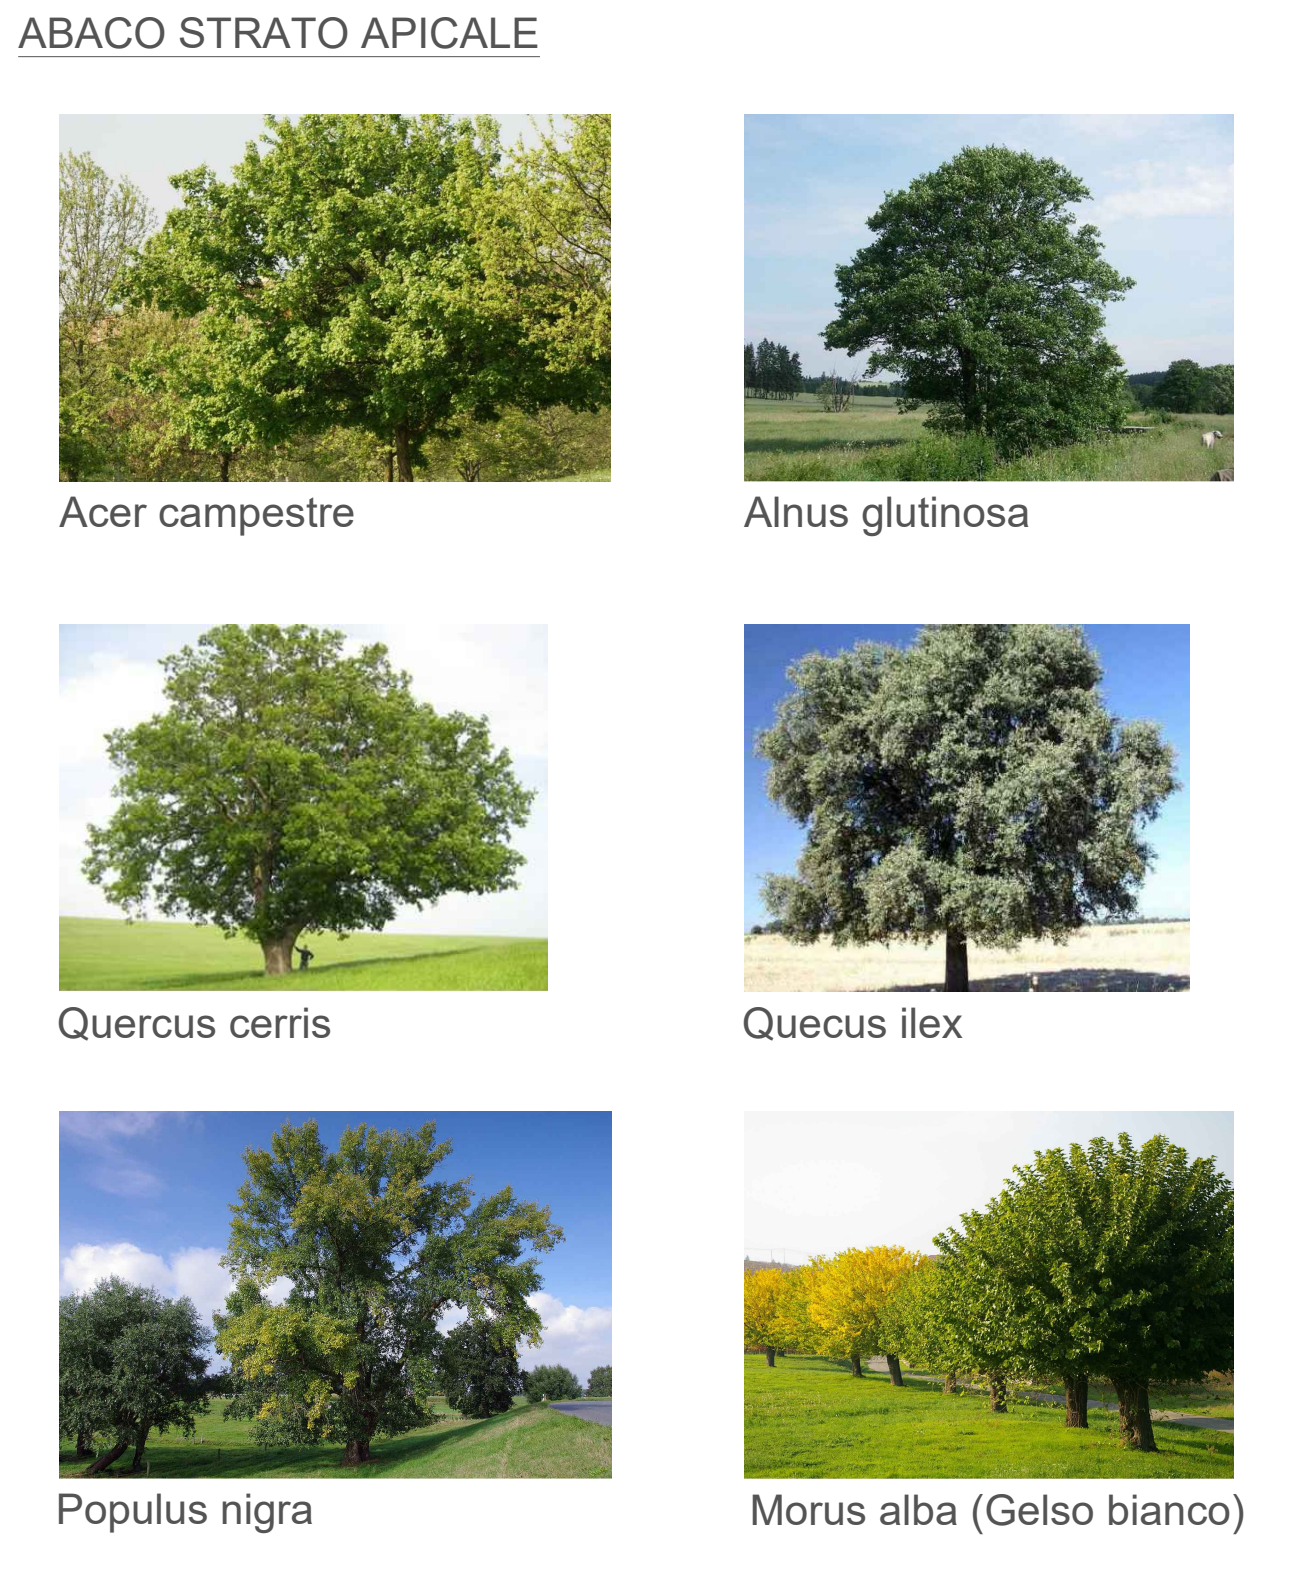 ABACO STRATO APICALE
Acer campestre
Alnus glutinosa
Quercus cerris
Quecus ilex
Populus nigra
Morus alba (Gelso bianco)